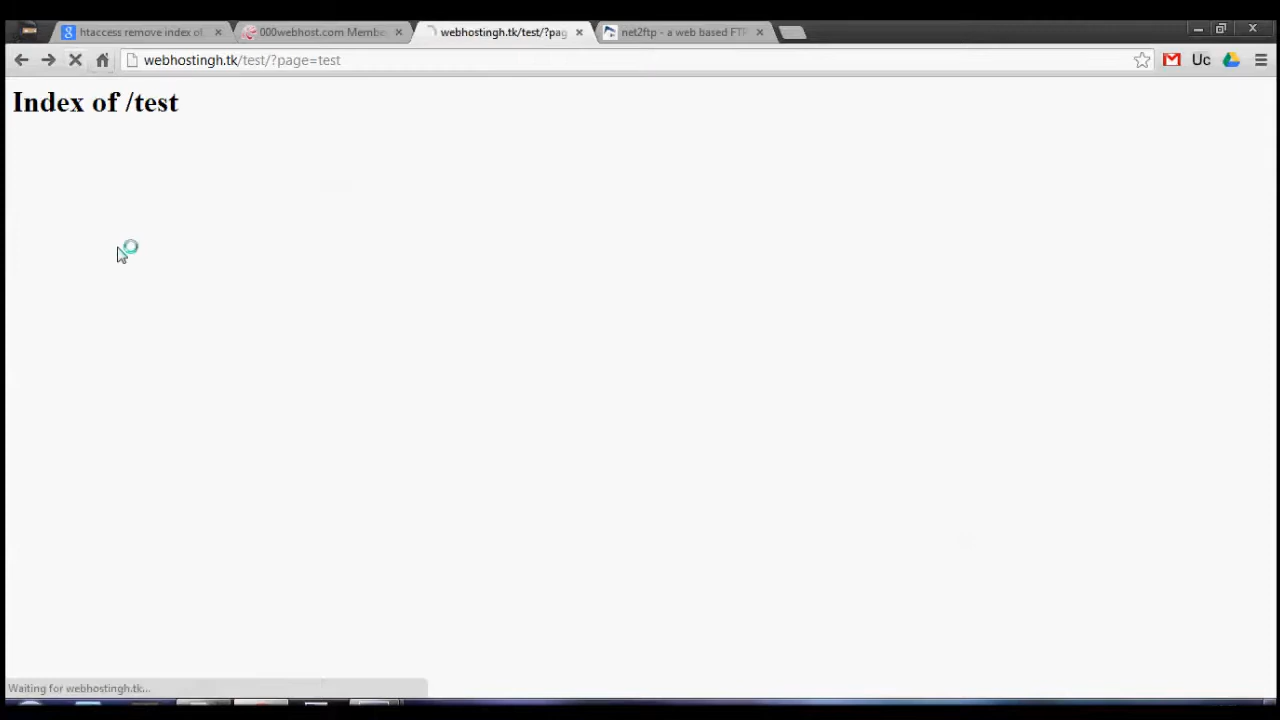 htaccess remove index of
000webhost.com Membe
webhostingh.tk/test/?pag
net2ftp - a web based FTP
webhostingh.tk/test/?page=test
Uc
Index of /test
Waiting for webhostingh.tk...